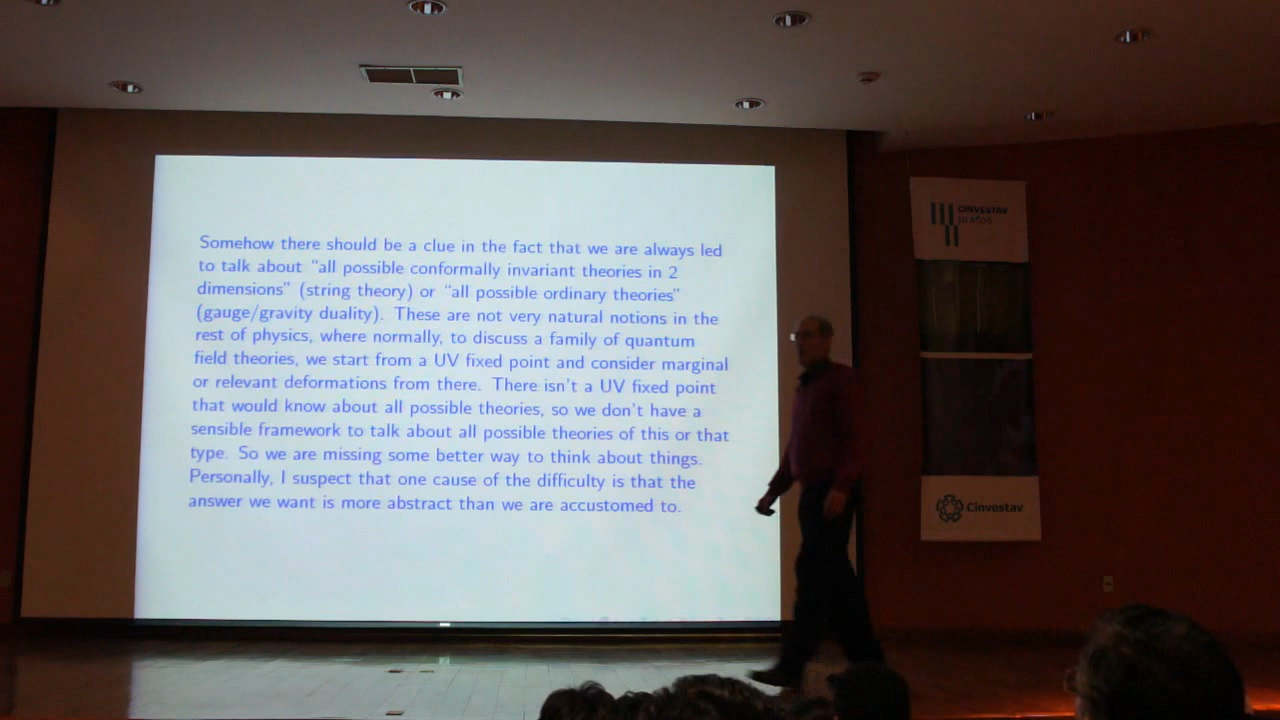 Somehow there should be a clue in the fact that we are always led
to talk about “all possible conformally invariant theories in 2
dimensions” (string theory) or “all possible ordinary theories”
(gauge/gravity duality). These are not very natural notions in the
rest of physics, where normally, to discuss a family of quantum
field theories, we start from a UV fixed point and consider marginal
or relevant deformations from there. There isn't a UV fixed point
that would know about all possible theories, so we don't have a
sensible framework to talk about all possible theories of this or that
type. So we are missing some better way to think about things.
Personally, I suspect that one cause of the difficulty is that the
answer we want is more abstract than we are accustomed to.
CINVESTAV
Cinvestav